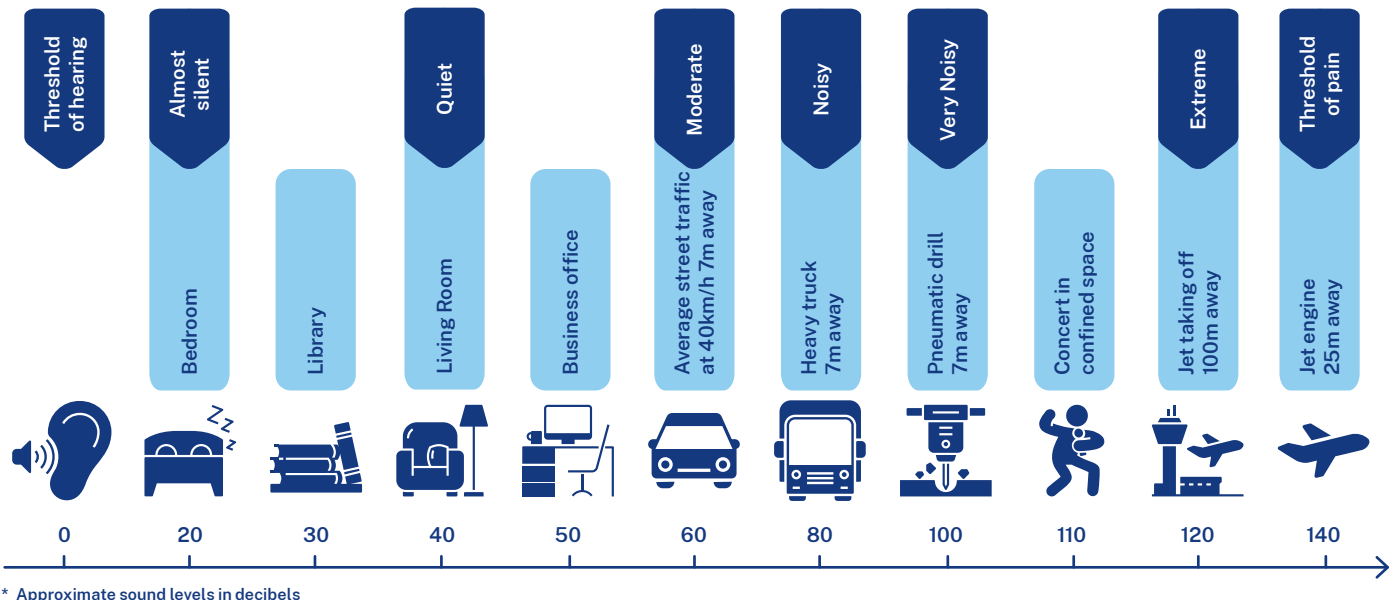 Threshold
of hearing
Almost
silent
Quiet
Moderate
Noisy
Very Noisy
Extreme
Threshold
of pain
Bedroom
Library
Living Room
Business office
Average street traffic
at 40km/h 7m away
Heavy truck
7m away
Pneumatic drill
7m away
Concert in
confined space
Jet taking off
100m away
Jet engine
25m away
Z Z z
0 20 30 40 50 60 80 100 110 120 140
* Approximate sound levels in decibels